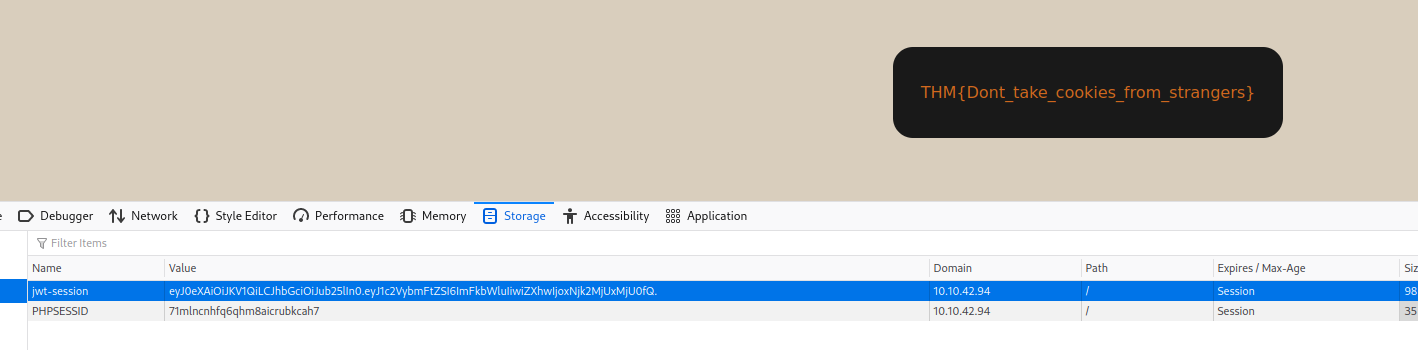 THM{Dont_take_cookies_from_strangers}
e Debugger Network Style Editor Performance Memory Storage Accessibility Application
Filter Items
Name Value Domain Path Expires / Max-Age Siz
jwt-session eyJ0eXAiOiJKV1QiLCJhbGciOiJub25lIn0.eyJ1c2VybmFtZSI6ImFkbWluIiwiZXhwIjoxNjk2MjUxMjU0fQ. 10.10.42.94 / Session 98
PHPSESSID 71mlncnhfq6qhm8aicrubkcah7 10.10.42.94 / Session 35